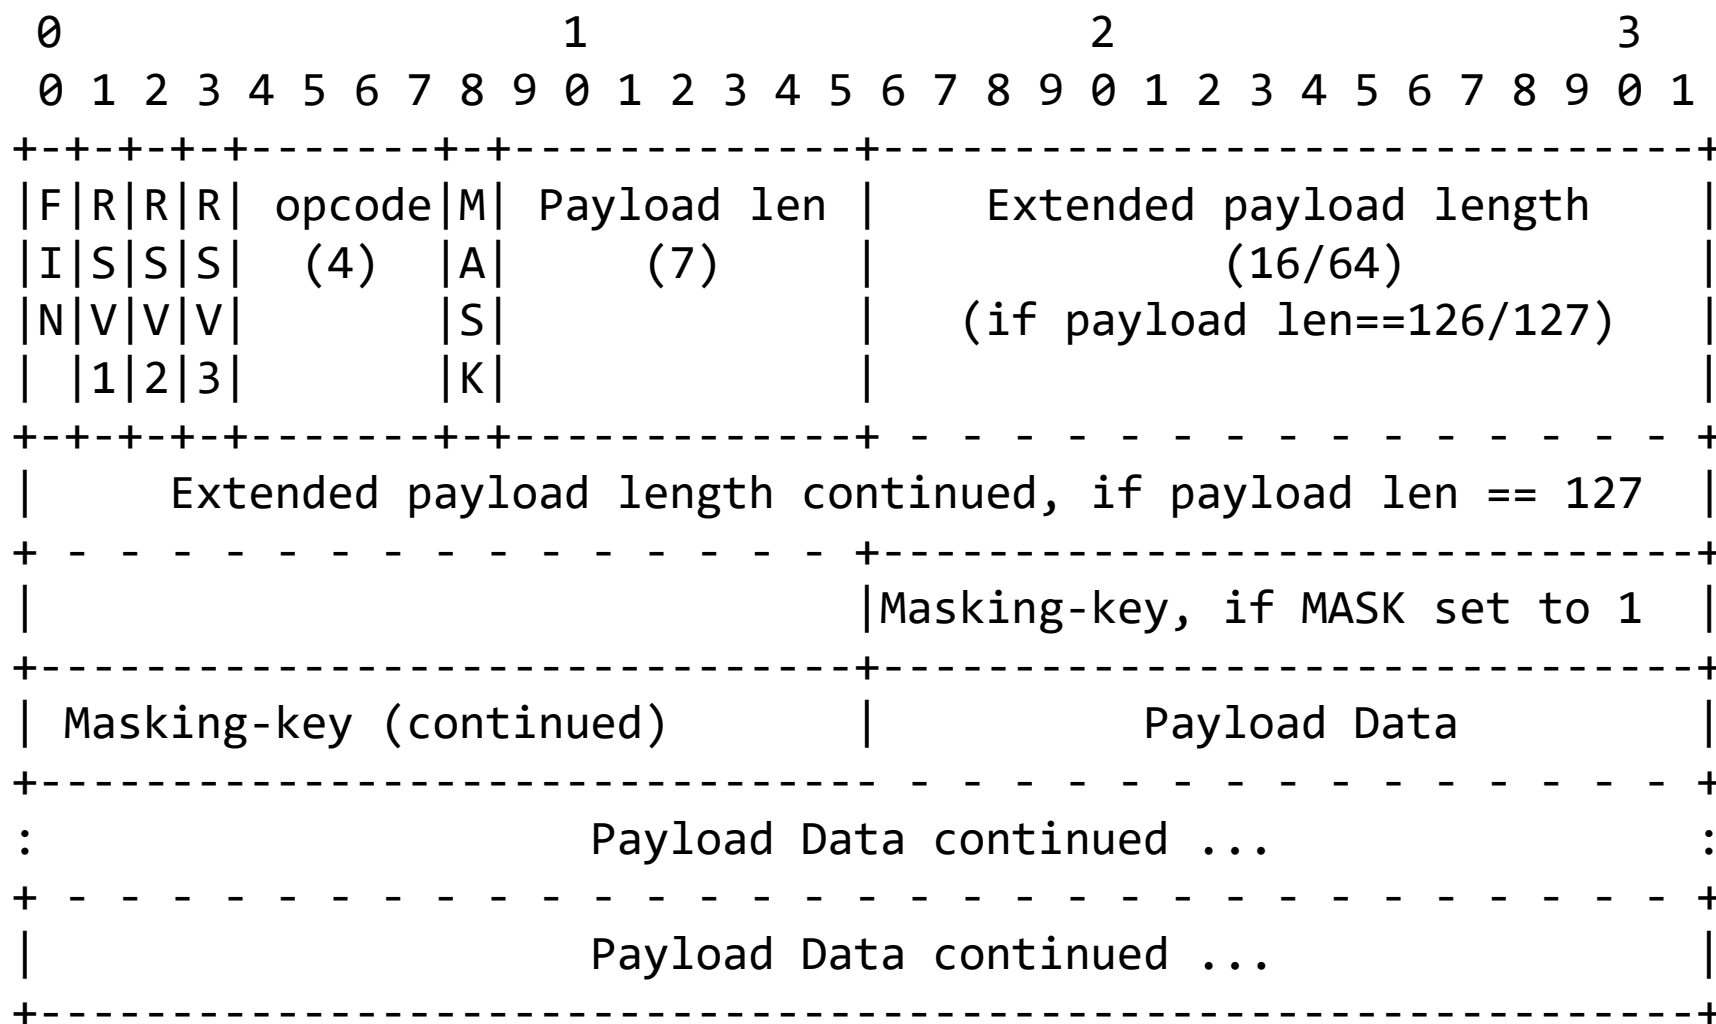 0                   1                   2                   3
 0 1 2 3 4 5 6 7 8 9 0 1 2 3 4 5 6 7 8 9 0 1 2 3 4 5 6 7 8 9 0 1
+-+-+-+-+-------+-+-------------+-------------------------------+
|F|R|R|R| opcode|M| Payload len |    Extended payload length    |
|I|S|S|S|  (4)  |A|     (7)     |             (16/64)           |
|N|V|V|V|       |S|             |   (if payload len==126/127)   |
| |1|2|3|       |K|             |                               |
+-+-+-+-+-------+-+-------------+ - - - - - - - - - - - - - - - +
|     Extended payload length continued, if payload len == 127  |
+ - - - - - - - - - - - - - - - +-------------------------------+
|                               |Masking-key, if MASK set to 1  |
+-------------------------------+-------------------------------+
| Masking-key (continued)       |          Payload Data         |
+-------------------------------- - - - - - - - - - - - - - - - +
:                     Payload Data continued ...                :
+ - - - - - - - - - - - - - - - - - - - - - - - - - - - - - - - +
|                     Payload Data continued ...                |
+---------------------------------------------------------------+